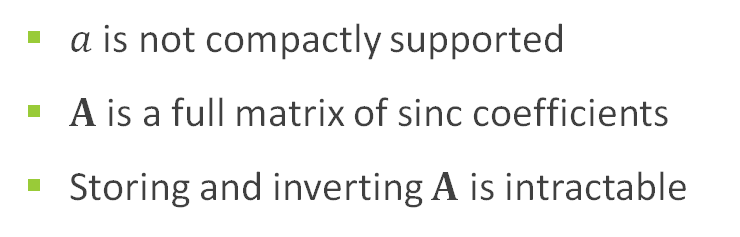 a is not compactly supported
A is a full matrix of sinc coefficients
Storing and inverting A is intractable